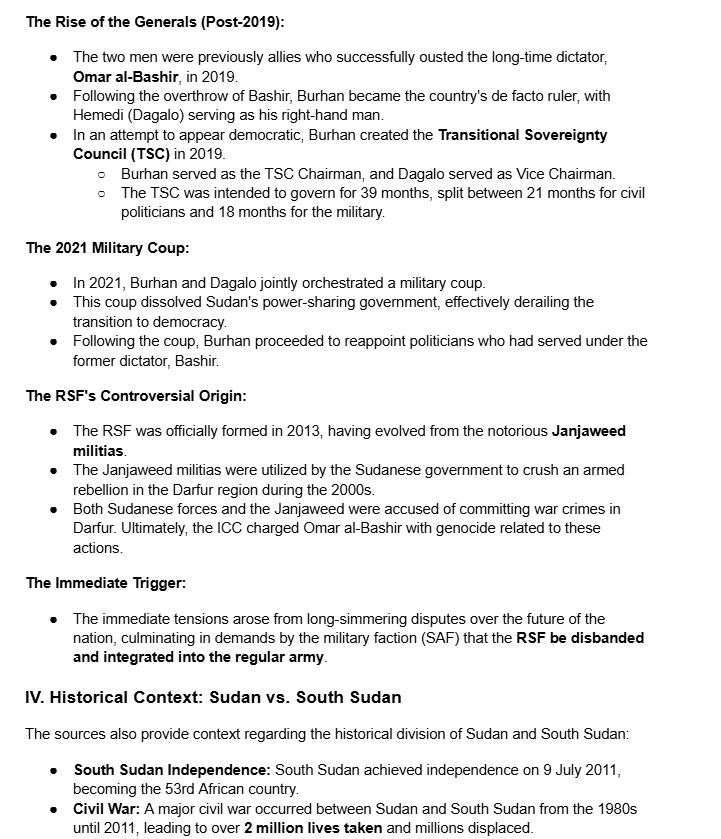 The Rise of the Generals (Post-2019):
● The two men were previously allies who successfully ousted the long-time dictator,
Omar al-Bashir, in 2019.
● Following the overthrow of Bashir, Burhan became the country's de facto ruler, with
Hemedi (Dagalo) serving as his right-hand man.
● In an attempt to appear democratic, Burhan created the Transitional Sovereignty
Council (TSC) in 2019.
○ Burhan served as the TSC Chairman, and Dagalo served as Vice Chairman.
○ The TSC was intended to govern for 39 months, split between 21 months for civil
politicians and 18 months for the military.
The 2021 Military Coup:
● In 2021, Burhan and Dagalo jointly orchestrated a military coup.
● This coup dissolved Sudan's power-sharing government, effectively derailing the
transition to democracy.
● Following the coup, Burhan proceeded to reappoint politicians who had served under the
former dictator, Bashir.
The RSF's Controversial Origin:
● The RSF was officially formed in 2013, having evolved from the notorious Janjaweed
militias.
● The Janjaweed militias were utilized by the Sudanese government to crush an armed
rebellion in the Darfur region during the 2000s.
● Both Sudanese forces and the Janjaweed were accused of committing war crimes in
Darfur. Ultimately, the ICC charged Omar al-Bashir with genocide related to these
actions.
The Immediate Trigger:
● The immediate tensions arose from long-simmering disputes over the future of the
nation, culminating in demands by the military faction (SAF) that the RSF be disbanded
and integrated into the regular army.
IV. Historical Context: Sudan vs. South Sudan
The sources also provide context regarding the historical division of Sudan and South Sudan:
● South Sudan Independence: South Sudan achieved independence on 9 July 2011,
becoming the 53rd African country.
● Civil War: A major civil war occurred between Sudan and South Sudan from the 1980s
until 2011, leading to over 2 million lives taken and millions displaced.